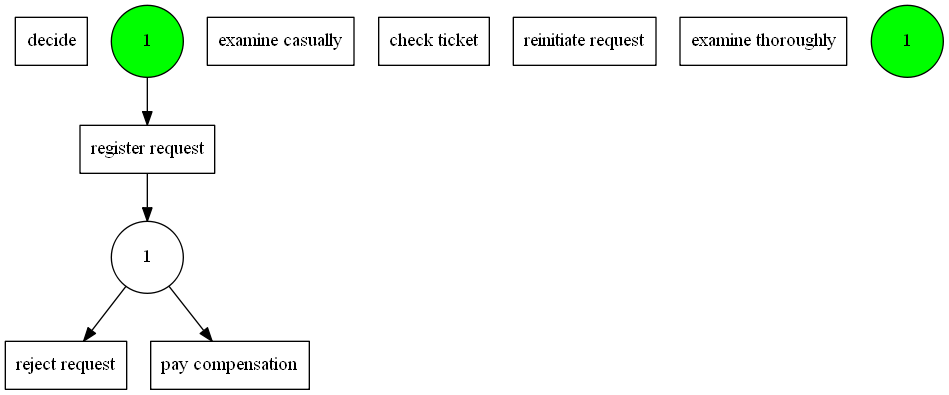 decide
1
examine casually
check ticket
reinitiate request
examine thoroughly
1
register request
1
reject request
pay compensation